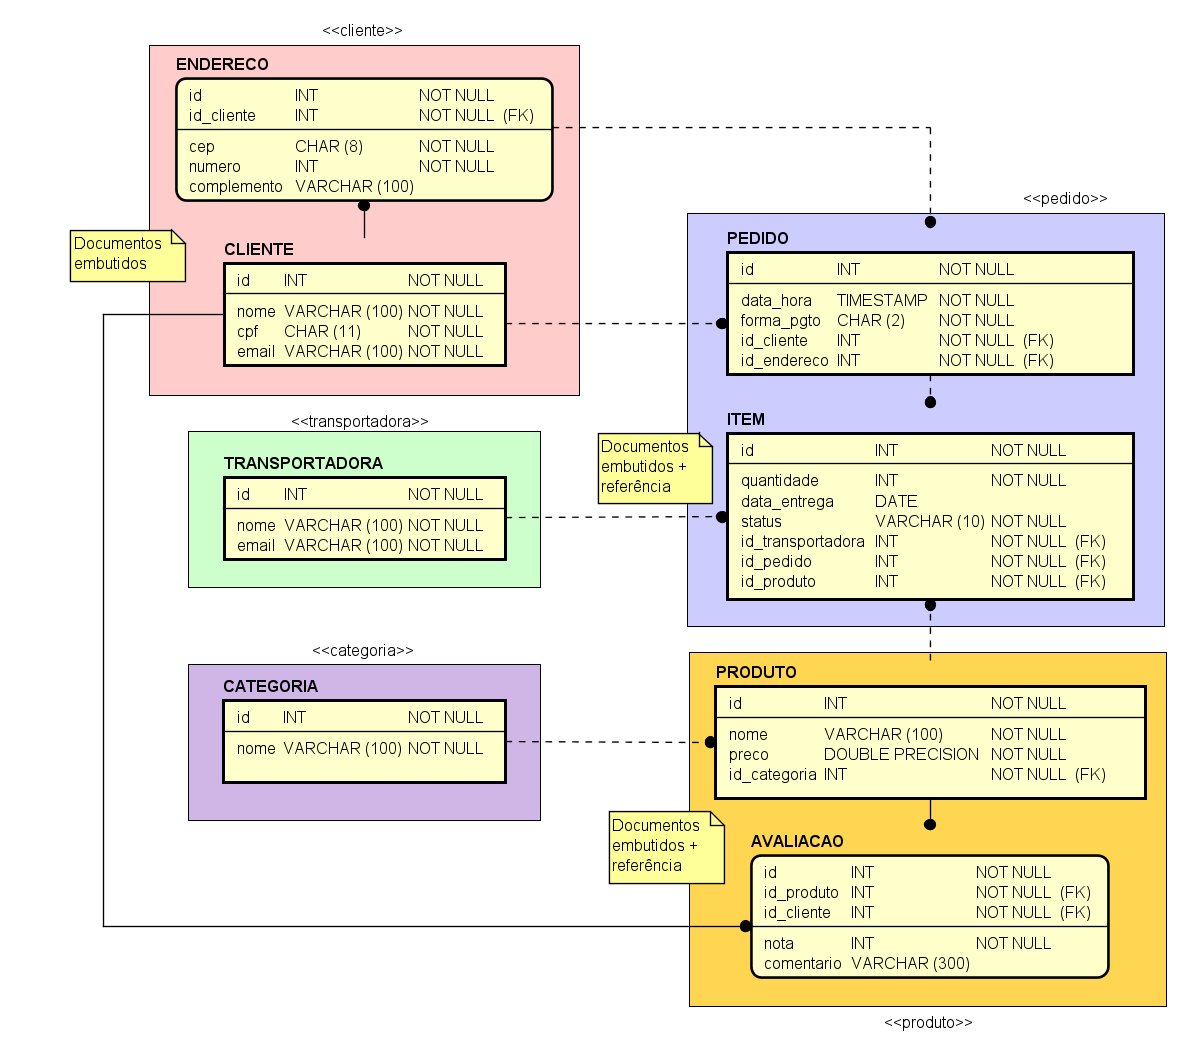 <<cliente>>
ENDERECO
id INT NOT NULL
id_cliente INT NOT NULL (FK)
cep CHAR (8) NOT NULL
numero INT NOT NULL
complemento VARCHAR (100)
Documentos
embutidos
CLIENTE
id INT NOT NULL
nome VARCHAR (100) NOT NULL
cpf CHAR (11) NOT NULL
email VARCHAR (100) NOT NULL
<<pedido>>
PEDIDO
id INT NOT NULL
data_hora TIMESTAMP NOT NULL
forma_pgto CHAR (2) NOT NULL
id_cliente INT NOT NULL (FK)
id_endereco INT NOT NULL (FK)
<<transportadora>>
TRANSPORTADORA
id INT NOT NULL
nome VARCHAR (100) NOT NULL
email VARCHAR (100) NOT NULL
Documentos
embutidos +
referência
ITEM
id INT NOT NULL
quantidade INT NOT NULL
data_entrega DATE
status VARCHAR (10) NOT NULL
id_transportadora INT NOT NULL (FK)
id_pedido INT NOT NULL (FK)
id_produto INT NOT NULL (FK)
<<categoria>>
CATEGORIA
id INT NOT NULL
nome VARCHAR (100) NOT NULL
PRODUTO
id INT NOT NULL
nome VARCHAR (100) NOT NULL
preco DOUBLE PRECISION NOT NULL
id_categoria INT NOT NULL (FK)
Documentos
embutidos +
referência
AVALIACAO
id INT NOT NULL
id_produto INT NOT NULL (FK)
id_cliente INT NOT NULL (FK)
nota INT NOT NULL
comentario VARCHAR (300)
<<produto>>